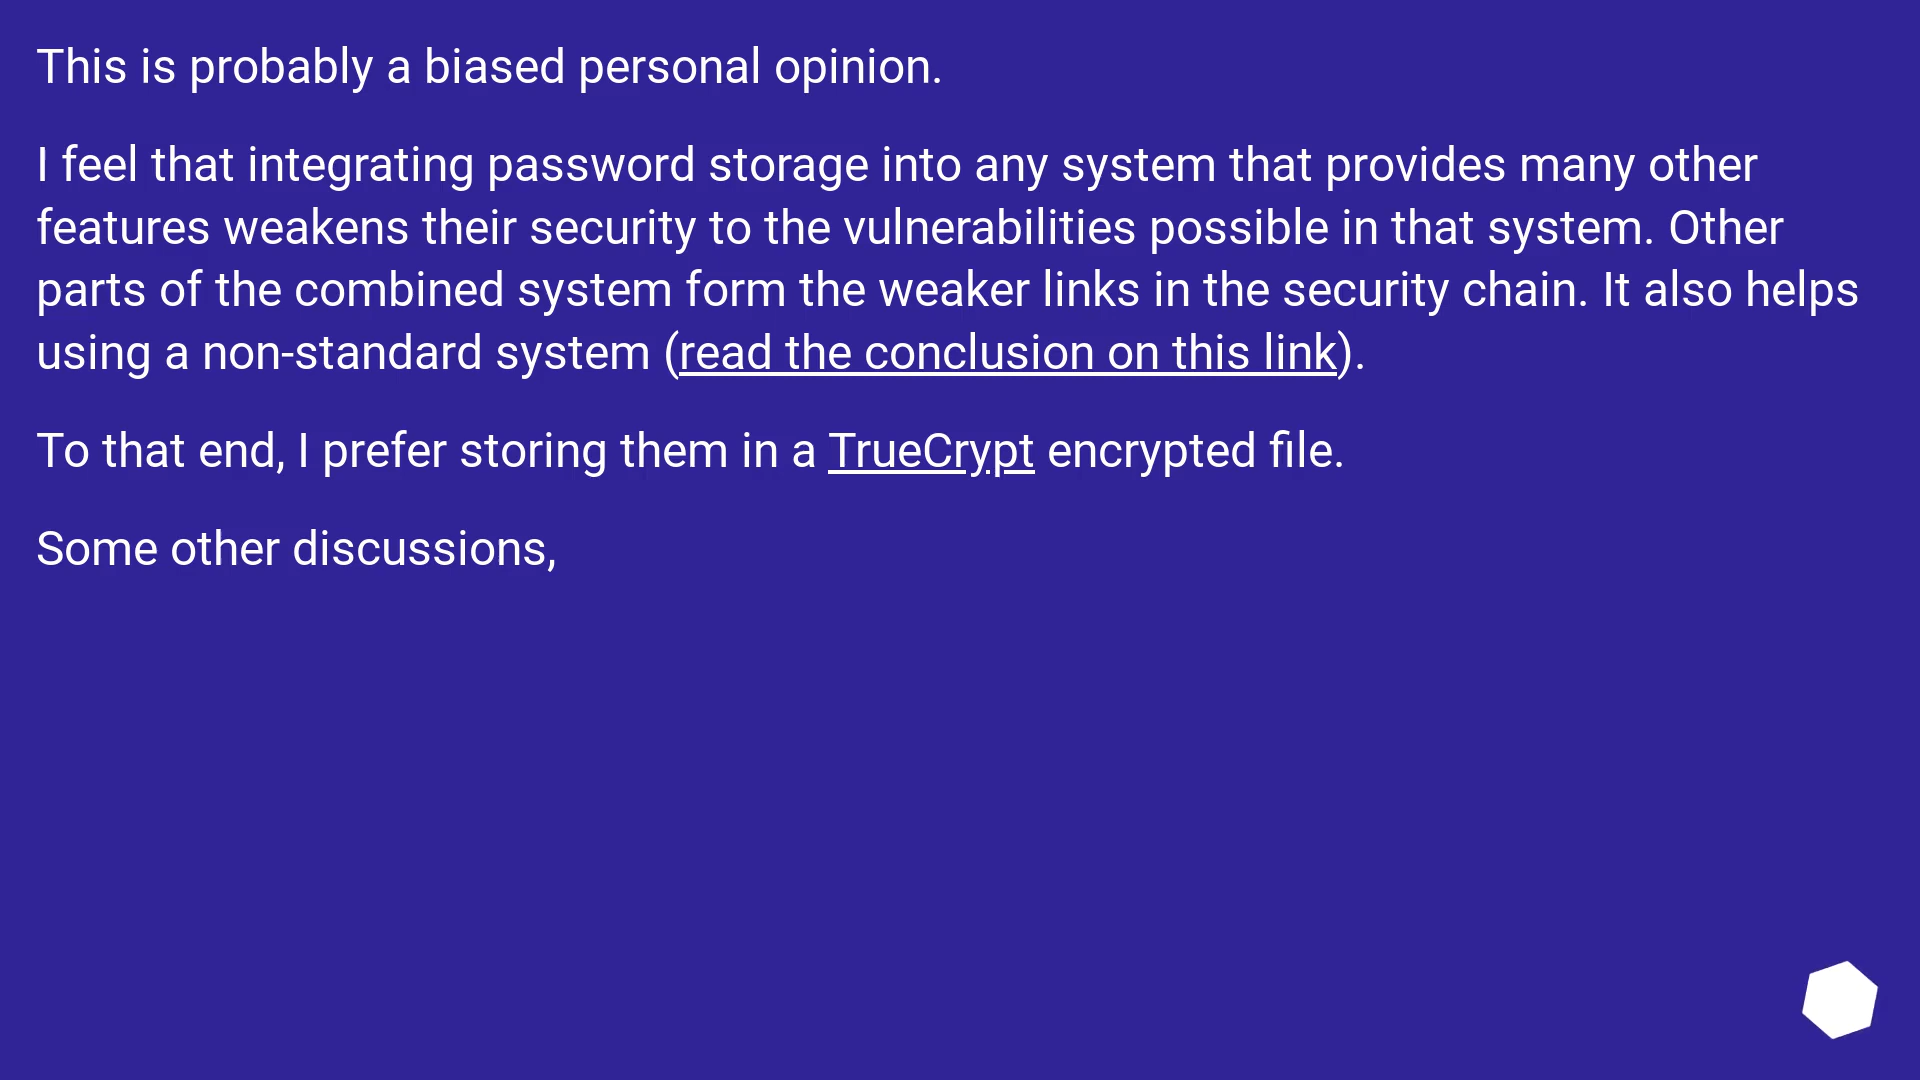 This is probably a biased personal opinion.
I feel that integrating password storage into any system that provides many other
features weakens their security to the vulnerabilities possible in that system. Other
parts of the combined system form the weaker links in the security chain. It also helps
using a non-standard system (read the conclusion on this link).
To that end, I prefer storing them in a TrueCrypt encrypted file.
Some other discussions,